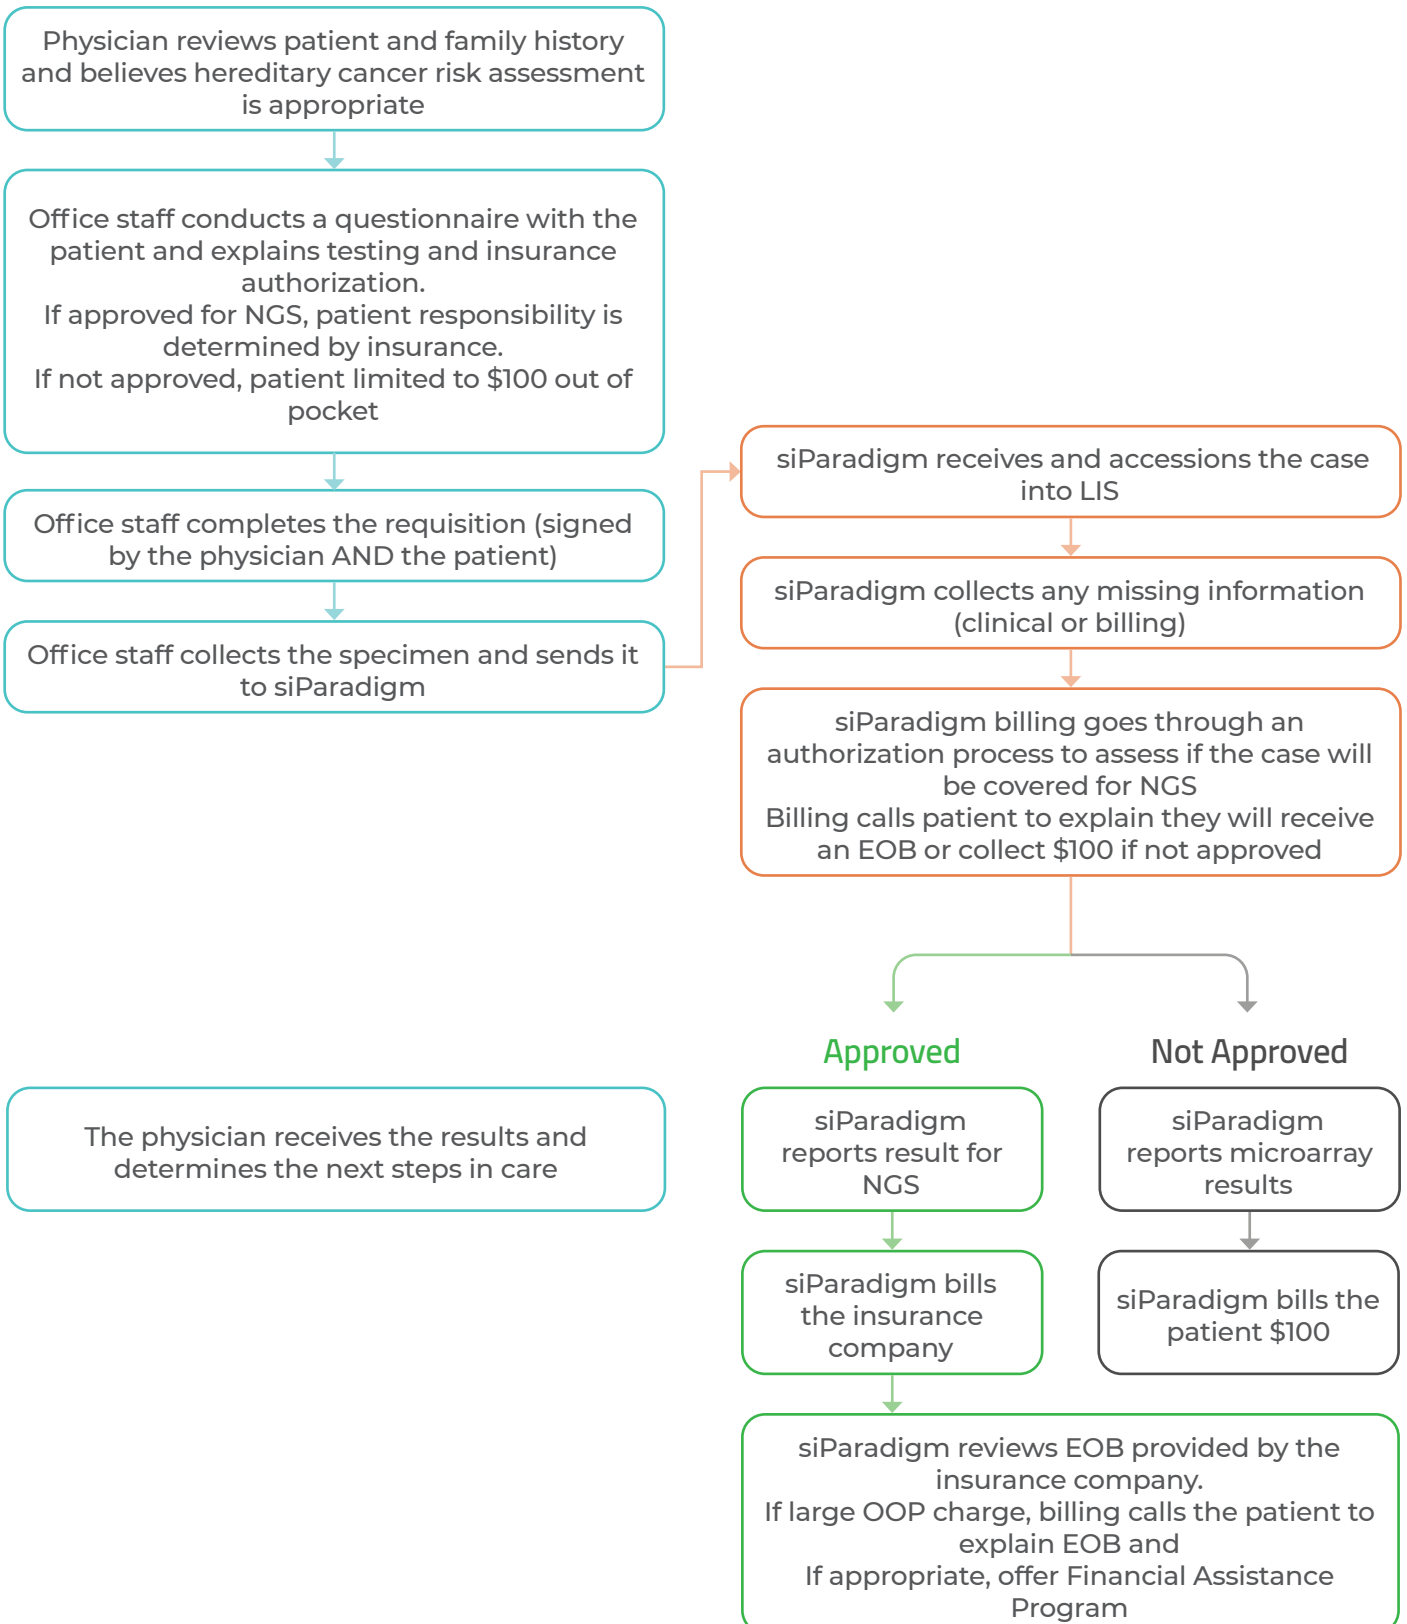 Physician reviews patient and family history
and believes hereditary cancer risk assessment
is appropriate
Office staff conducts a questionnaire with the
patient and explains testing and insurance
authorization.
If approved for NGS, patient responsibility is
determined by insurance.
If not approved, patient limited to $100 out of
pocket
Office staff completes the requisition (signed
by the physician AND the patient)
Office staff collects the specimen and sends it
to siParadigm
siParadigm receives and accessions the case
into LIS
siParadigm collects any missing information
(clinical or billing)
siParadigm billing goes through an
authorization process to assess if the case will
be covered for NGS
Billing calls patient to explain they will receive
an EOB or collect $100 if not approved
Approved
siParadigm
reports result for
NGS
siParadigm bills
the insurance
company
siParadigm reviews EOB provided by the
insurance company.
If large OOP charge, billing calls the patient to
explain EOB and
If appropriate, offer Financial Assistance
Program
Not Approved
siParadigm
reports microarray
results
siParadigm bills the
patient $100
The physician receives the results and
determines the next steps in care